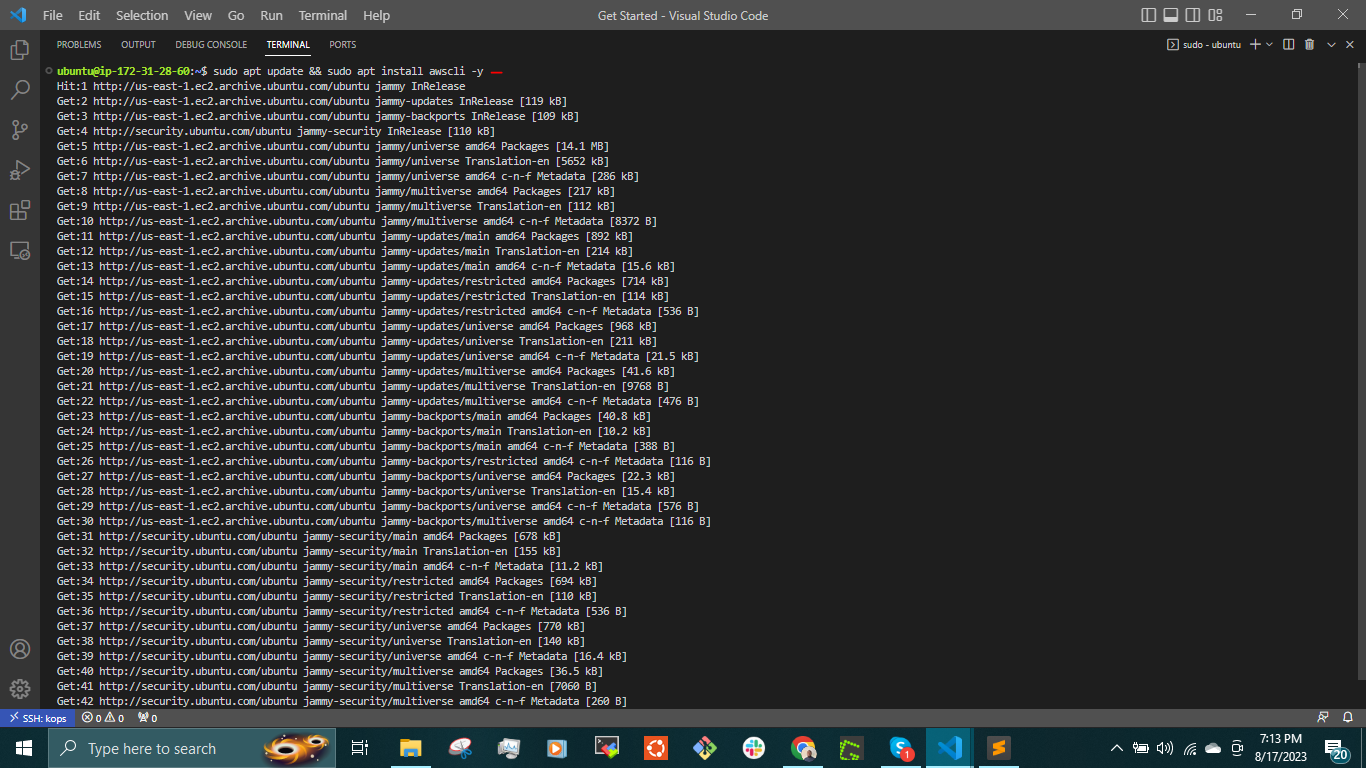 File Edit Selection View Go Run Terminal Help
Get Started - Visual Studio Code
PROBLEMS OUTPUT DEBUG CONSOLE TERMINAL PORTS
sudo - ubuntu
ubuntu@ip-172-31-28-60:~$ sudo apt update && sudo apt install awscli -y
Hit:1 http://us-east-1.ec2.archive.ubuntu.com/ubuntu jammy InRelease
Get:2 http://us-east-1.ec2.archive.ubuntu.com/ubuntu jammy-updates InRelease [119 kB]
Get:3 http://us-east-1.ec2.archive.ubuntu.com/ubuntu jammy-backports InRelease [109 kB]
Get:4 http://security.ubuntu.com/ubuntu jammy-security InRelease [110 kB]
Get:5 http://us-east-1.ec2.archive.ubuntu.com/ubuntu jammy/universe amd64 Packages [14.1 MB]
Get:6 http://us-east-1.ec2.archive.ubuntu.com/ubuntu jammy/universe Translation-en [5652 kB]
Get:7 http://us-east-1.ec2.archive.ubuntu.com/ubuntu jammy/universe amd64 c-n-f Metadata [286 kB]
Get:8 http://us-east-1.ec2.archive.ubuntu.com/ubuntu jammy/multiverse amd64 Packages [217 kB]
Get:9 http://us-east-1.ec2.archive.ubuntu.com/ubuntu jammy/multiverse Translation-en [112 kB]
Get:10 http://us-east-1.ec2.archive.ubuntu.com/ubuntu jammy/multiverse amd64 c-n-f Metadata [8372 B]
Get:11 http://us-east-1.ec2.archive.ubuntu.com/ubuntu jammy-updates/main amd64 Packages [892 kB]
Get:12 http://us-east-1.ec2.archive.ubuntu.com/ubuntu jammy-updates/main Translation-en [214 kB]
Get:13 http://us-east-1.ec2.archive.ubuntu.com/ubuntu jammy-updates/main amd64 c-n-f Metadata [15.6 kB]
Get:14 http://us-east-1.ec2.archive.ubuntu.com/ubuntu jammy-updates/restricted amd64 Packages [714 kB]
Get:15 http://us-east-1.ec2.archive.ubuntu.com/ubuntu jammy-updates/restricted Translation-en [114 kB]
Get:16 http://us-east-1.ec2.archive.ubuntu.com/ubuntu jammy-updates/restricted amd64 c-n-f Metadata [536 B]
Get:17 http://us-east-1.ec2.archive.ubuntu.com/ubuntu jammy-updates/universe amd64 Packages [968 kB]
Get:18 http://us-east-1.ec2.archive.ubuntu.com/ubuntu jammy-updates/universe Translation-en [211 kB]
Get:19 http://us-east-1.ec2.archive.ubuntu.com/ubuntu jammy-updates/universe amd64 c-n-f Metadata [21.5 kB]
Get:20 http://us-east-1.ec2.archive.ubuntu.com/ubuntu jammy-updates/multiverse amd64 Packages [41.6 kB]
Get:21 http://us-east-1.ec2.archive.ubuntu.com/ubuntu jammy-updates/multiverse Translation-en [9768 B]
Get:22 http://us-east-1.ec2.archive.ubuntu.com/ubuntu jammy-updates/multiverse amd64 c-n-f Metadata [476 B]
Get:23 http://us-east-1.ec2.archive.ubuntu.com/ubuntu jammy-backports/main amd64 Packages [40.8 kB]
Get:24 http://us-east-1.ec2.archive.ubuntu.com/ubuntu jammy-backports/main Translation-en [10.2 kB]
Get:25 http://us-east-1.ec2.archive.ubuntu.com/ubuntu jammy-backports/main amd64 c-n-f Metadata [388 B]
Get:26 http://us-east-1.ec2.archive.ubuntu.com/ubuntu jammy-backports/restricted amd64 c-n-f Metadata [116 B]
Get:27 http://us-east-1.ec2.archive.ubuntu.com/ubuntu jammy-backports/universe amd64 Packages [22.3 kB]
Get:28 http://us-east-1.ec2.archive.ubuntu.com/ubuntu jammy-backports/universe Translation-en [15.4 kB]
Get:29 http://us-east-1.ec2.archive.ubuntu.com/ubuntu jammy-backports/universe amd64 c-n-f Metadata [576 B]
Get:30 http://us-east-1.ec2.archive.ubuntu.com/ubuntu jammy-backports/multiverse amd64 c-n-f Metadata [116 B]
Get:31 http://security.ubuntu.com/ubuntu jammy-security/main amd64 Packages [678 kB]
Get:32 http://security.ubuntu.com/ubuntu jammy-security/main Translation-en [155 kB]
Get:33 http://security.ubuntu.com/ubuntu jammy-security/main amd64 c-n-f Metadata [11.2 kB]
Get:34 http://security.ubuntu.com/ubuntu jammy-security/restricted amd64 Packages [694 kB]
Get:35 http://security.ubuntu.com/ubuntu jammy-security/restricted Translation-en [110 kB]
Get:36 http://security.ubuntu.com/ubuntu jammy-security/restricted amd64 c-n-f Metadata [536 B]
Get:37 http://security.ubuntu.com/ubuntu jammy-security/universe amd64 Packages [770 kB]
Get:38 http://security.ubuntu.com/ubuntu jammy-security/universe Translation-en [140 kB]
Get:39 http://security.ubuntu.com/ubuntu jammy-security/universe amd64 c-n-f Metadata [16.4 kB]
Get:40 http://security.ubuntu.com/ubuntu jammy-security/multiverse amd64 Packages [36.5 kB]
Get:41 http://security.ubuntu.com/ubuntu jammy-security/multiverse Translation-en [7060 B]
Get:42 http://security.ubuntu.com/ubuntu jammy-security/multiverse amd64 c-n-f Metadata [260 B]
SSH: kops 0 0 0
Type here to search
1
7:13 PM
8/17/2023
20